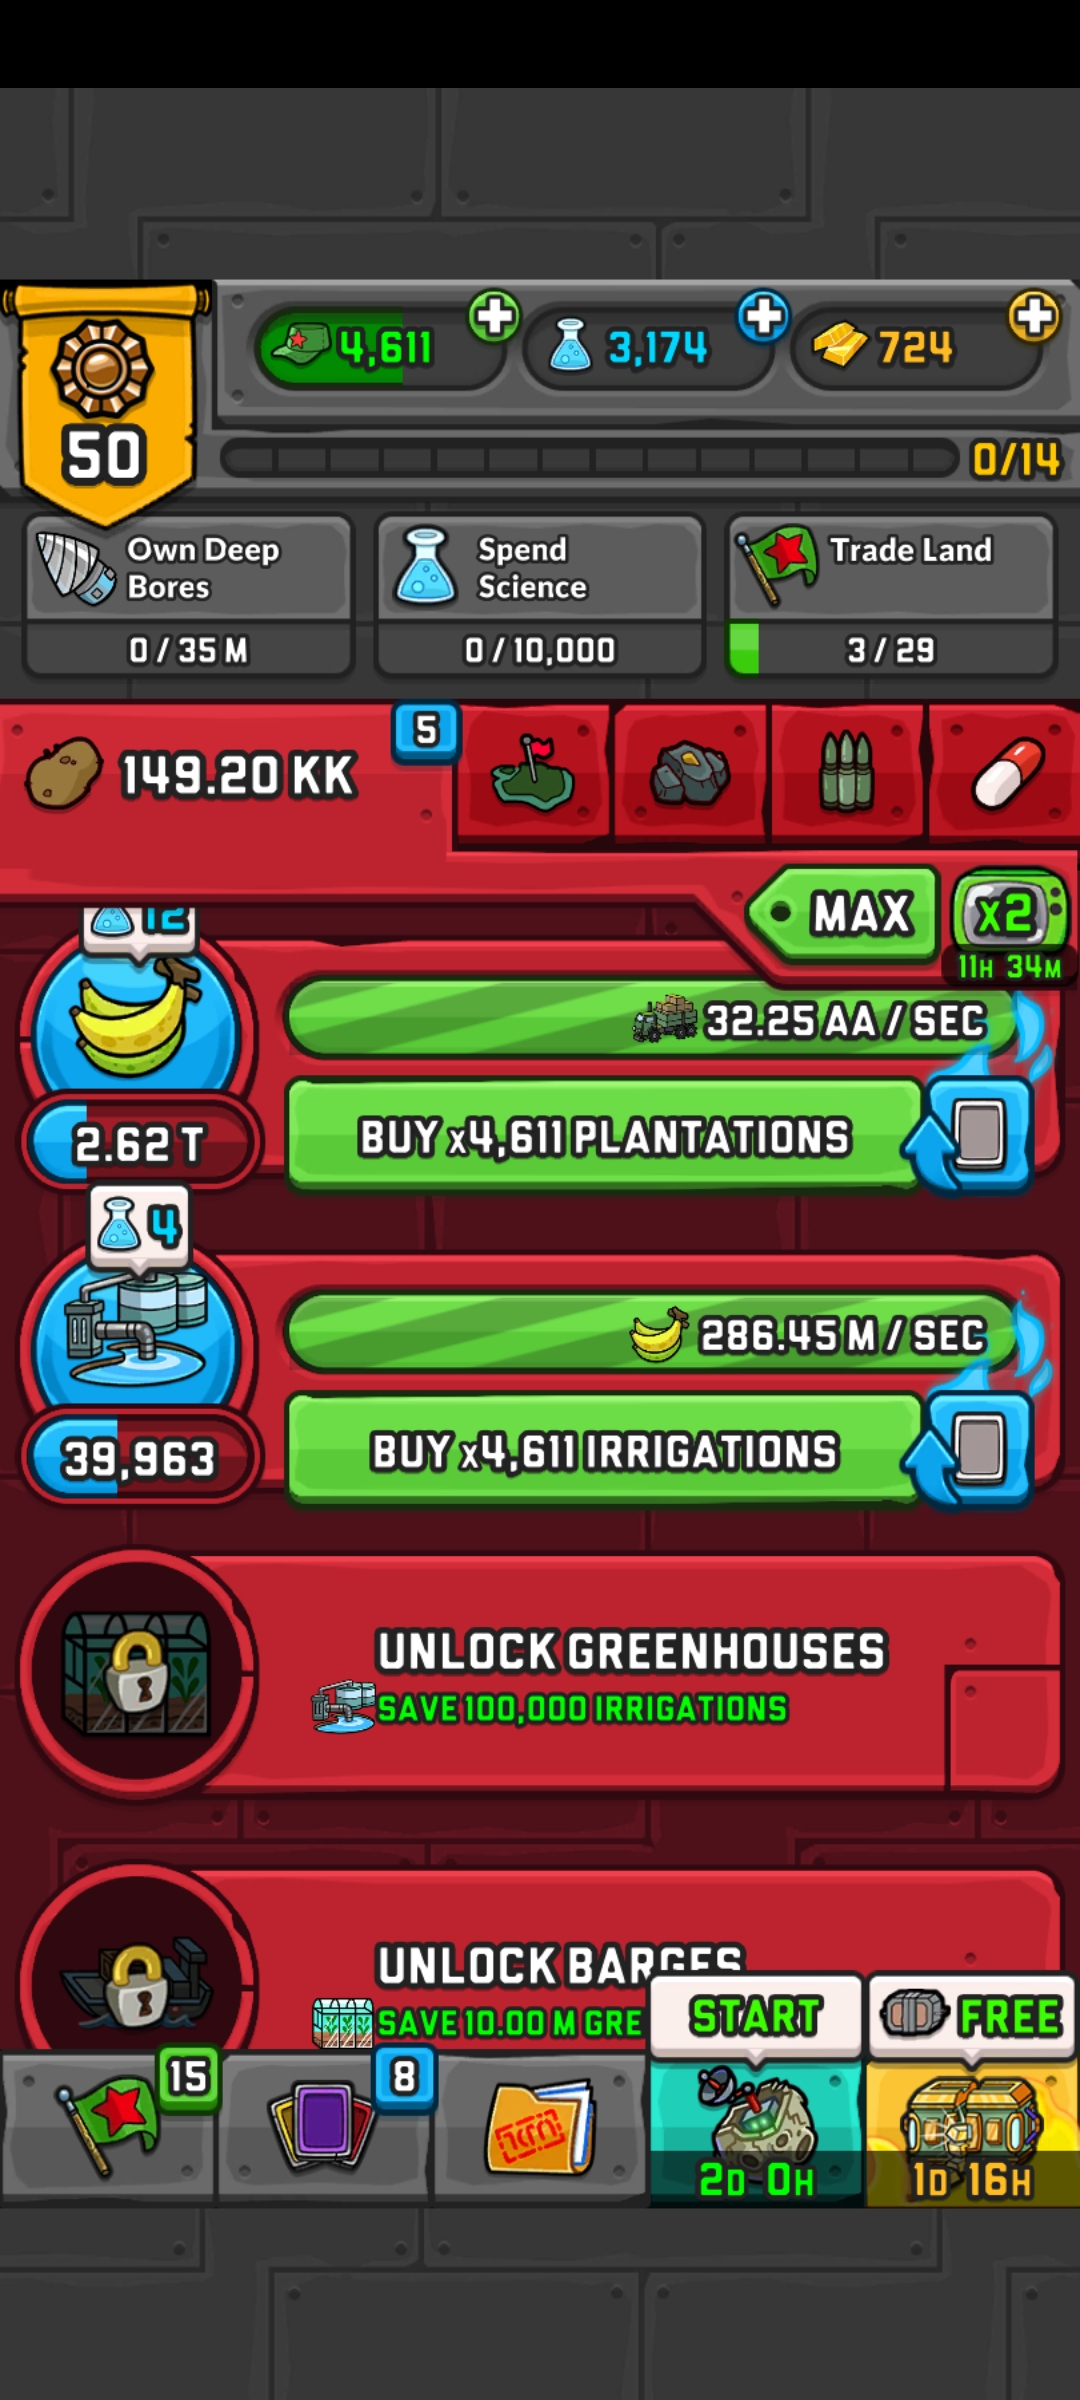 4,611
3,174
724
50
0/14
Own Deep
Bores
0 / 35 M
Spend
Science
0 / 10,000
Trade Land
3 / 29
149.20 KK
5
MAX
x2
11H 34M
12
32.25 AA / SEC
2.62 T
BUY x4,611 PLANTATIONS
4
286.45 M / SEC
39,963
BUY x4,611 IRRIGATIONS
UNLOCK GREENHOUSES
SAVE 100,000 IRRIGATIONS
UNLOCK BARGES
SAVE 10.00 M GRE
START
FREE
15
8
2D 0H
1D 16H